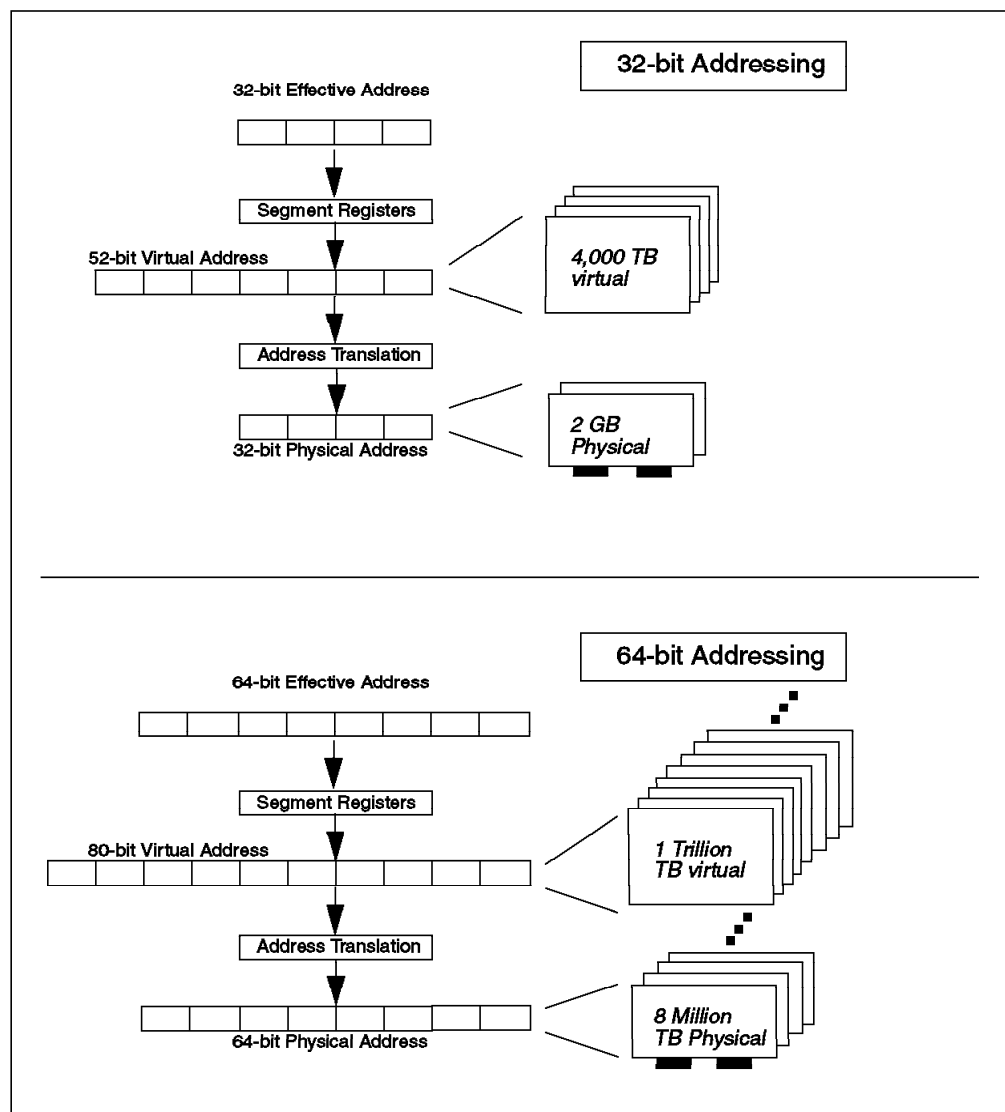 32-bit Addressing
32-bit Effective Address
Segment Registers
52-bit Virtual Address
4,000 TB
virtual
Address Translation
2 GB
Physical
32-bit Physical Address
64-bit Addressing
64-bit Effective Address
Segment Registers
80-bit Virtual Address
1 Trillion
TB virtual
Address Translation
8 Million
TB Physical
64-bit Physical Address